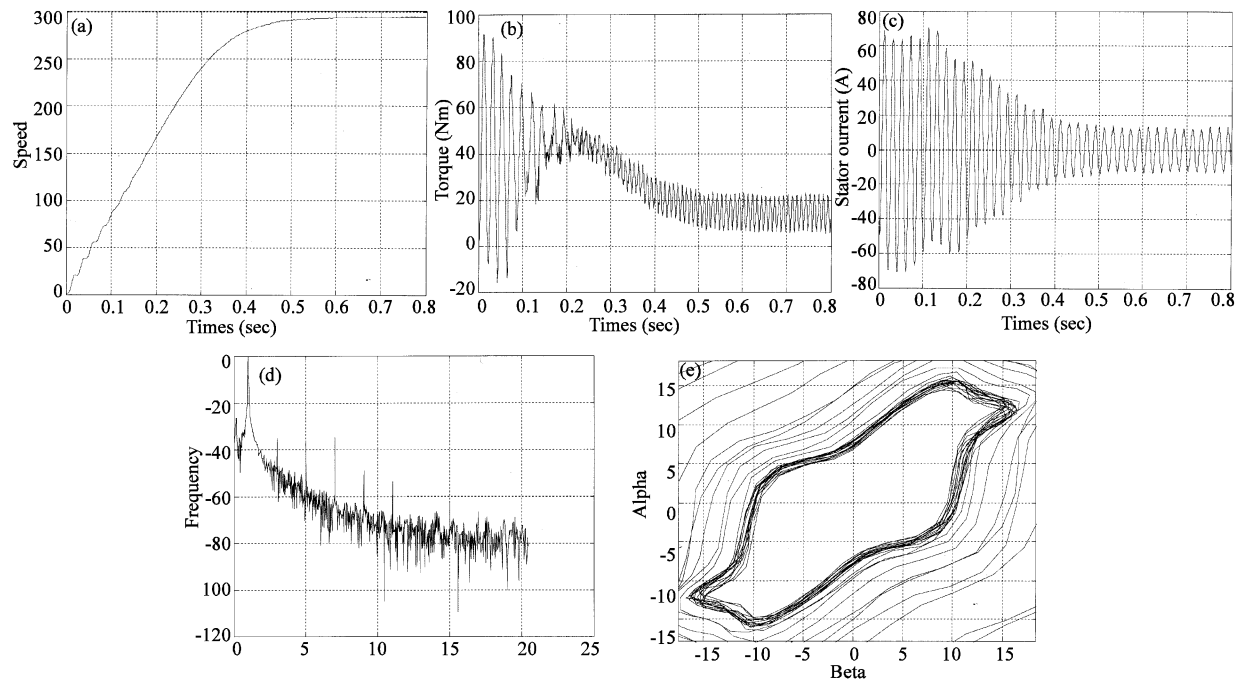 (a)
300
250
200
150
100
50
0
Speed
0 0.1 0.2 0.3 0.4 0.5 0.6 0.7 0.8
Times (sec)
(b)
100
80
60
40
20
0
-20
Torque (Nm)
0 0.1 0.2 0.3 0.4 0.5 0.6 0.7 0.8
Times (sec)
(c)
80
60
40
20
0
-20
-40
-60
-80
Stator ourrent (A)
0 0.1 0.2 0.3 0.4 0.5 0.6 0.7 0.8
Times (sec)
(d)
0
-20
-40
-60
-80
100
-120
Frequency
0 5 10 15 20 25
(e)
15
10
5
0
-5
-10
-15
Alpha
-15 -10 -5 0 5 10 15
Beta